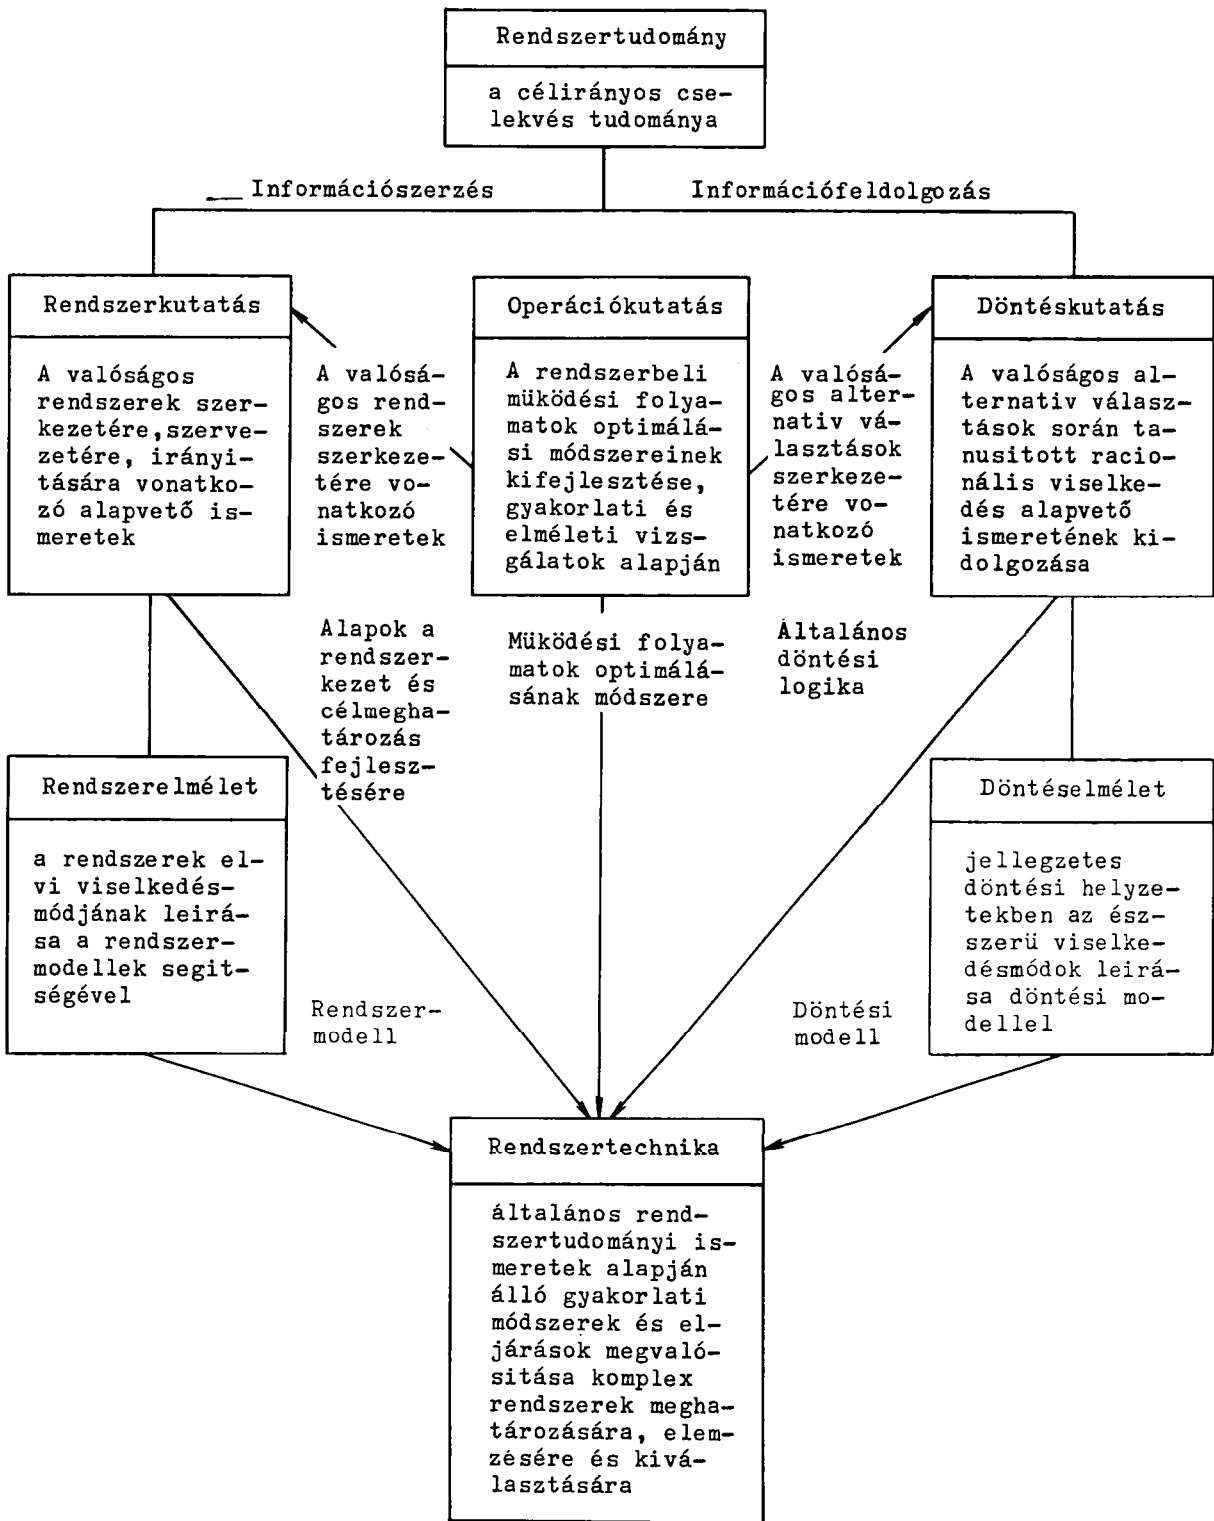 Rendszertudomány
a célirányos cse-
lekvés tudománya
Információszerzés
Információfeldolgozás
Rendszerkutatás
A valóságos
rendszerek szer-
kezetére,szerve-
zetére, irányi-
tására vonatko-
zó alapvető is-
meretek
A valósá-
gos rend-
szerek
szerkeze-
tére vo-
natkozó
ismeretek
Operációkutatás
A rendszerbeli
müködési folya-
matok optimálá-
si módszereinek
kifejlesztése,
gyakorlati és
elméleti vizs-
gálatok alapján
A valósá-
gos alter-
nativ vá-
lasztások
szerkeze-
tére vo-
natkozó
ismeretek
Döntéskutatás
A valóságos al-
ternativ válasz-
tások során ta-
nusitott racio-
nális viselke-
dés alapvető
ismeretének ki-
dolgozása
Alapok a
rendszer-
kezet és
célmegha-
tározás
fejlesz-
tésére
Müködési folya-
matok optimálá-
sának módszere
Általános
döntési
logika
Rendszerelmélet
a rendszerek el-
vi viselkedés-
módjának leirá-
sa a rendszer-
modellek segit-
ségével
Döntéselmélet
jellegzetes
döntési helyze-
tekben az ész-
szerü viselke-
désmódok leirá-
sa döntési mo-
dellel
Rendszer-
modell
Döntési
modell
Rendszertechnika
általános rend-
szertudományi is-
meretek alapján
álló gyakorlati
módszerek és el-
járások megvaló-
sitása komplex
rendszerek megha-
tározására, elem-
zésére és kivá-
lasztására